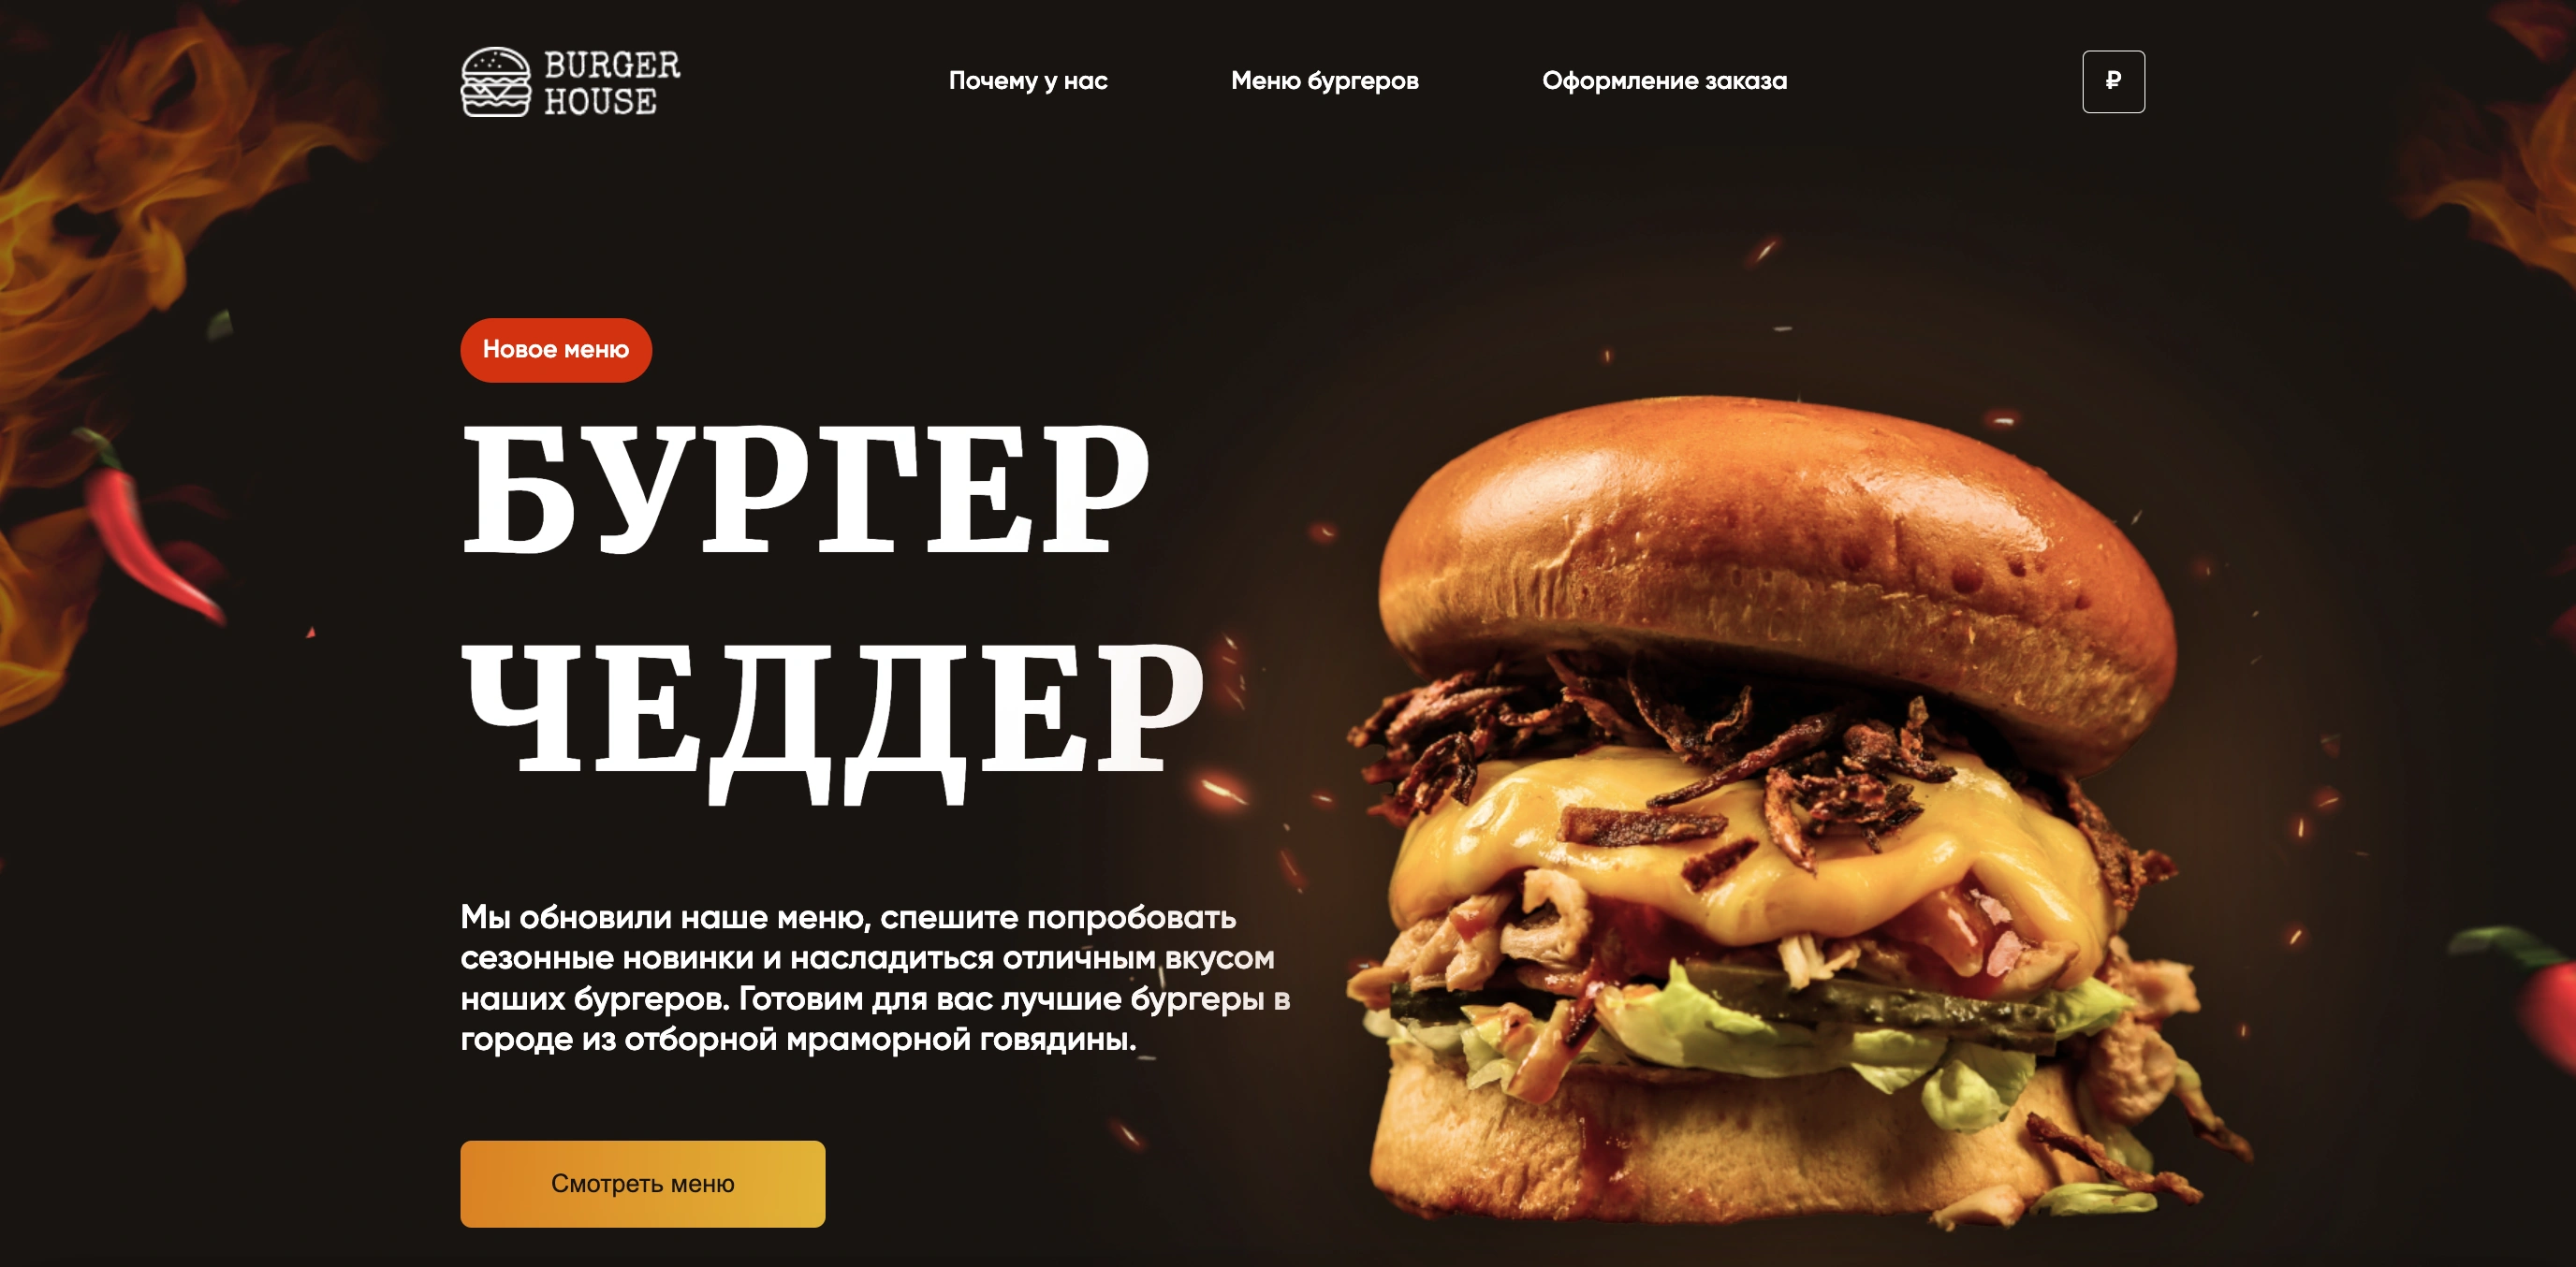 BURGER
HOUSE
Почему у нас
Меню бургеров
Оформление заказа
₽
Новое меню
БУРГЕР
ЧЕДДЕР
Мы обновили наше меню, спешите попробовать
сезонные новинки и насладиться отличным вкусом
наших бургеров. Готовим для вас лучшие бургеры в
городе из отборной мраморной говядины.
Смотреть меню